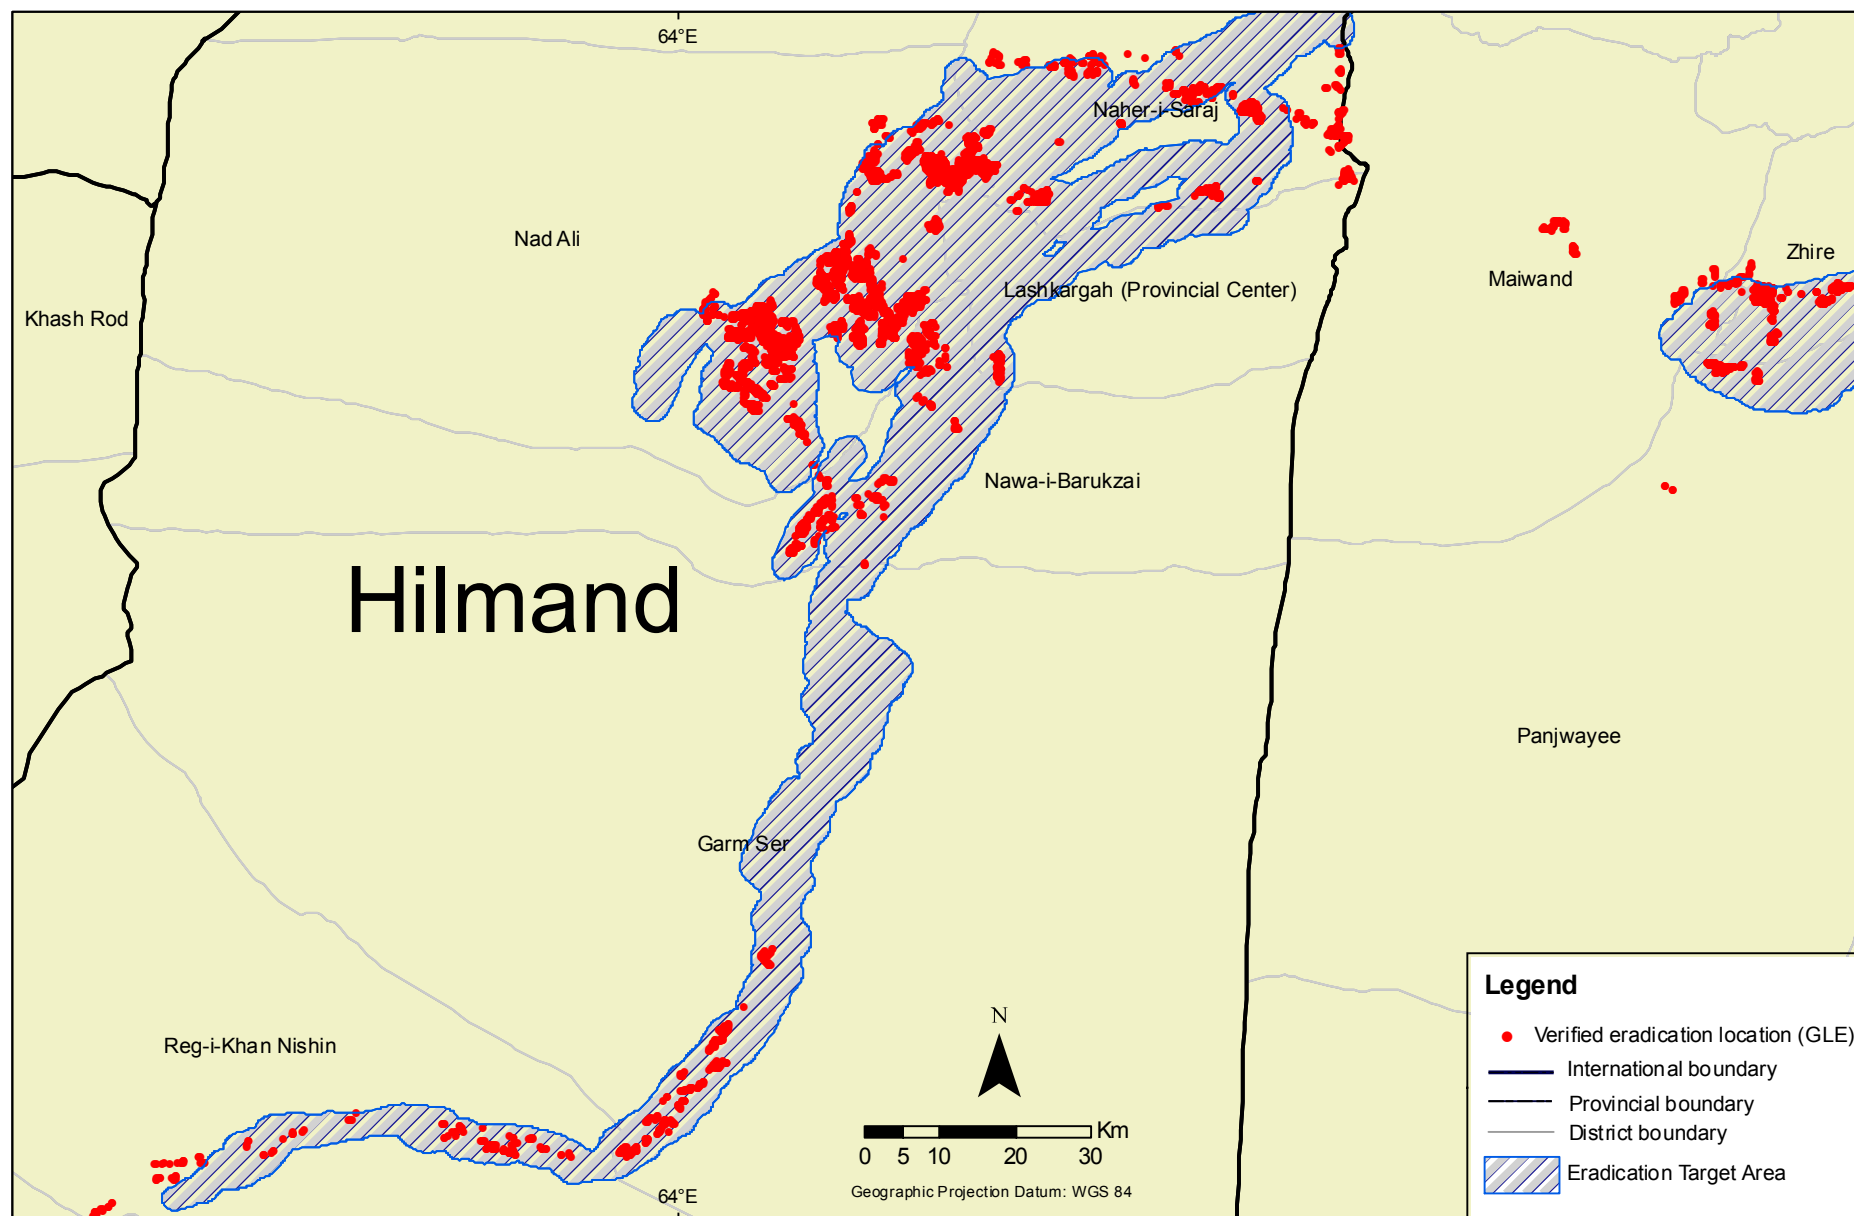 64°E
Naher-i-Saraj
Nad Ali
Zhire
Maiwand
Lashkargah (Provincial Center)
Khash Rod
Nawa-i-Barukzai
Hilmand
Panjwayee
Garm Ser
Reg-i-Khan Nishin
N
Km
0 5 10 20 30
Geographic Projection Datum: WGS 84
64°E
Legend
Verified eradication location (GLE)
International boundary
Provincial boundary
District boundary
Eradication Target Area